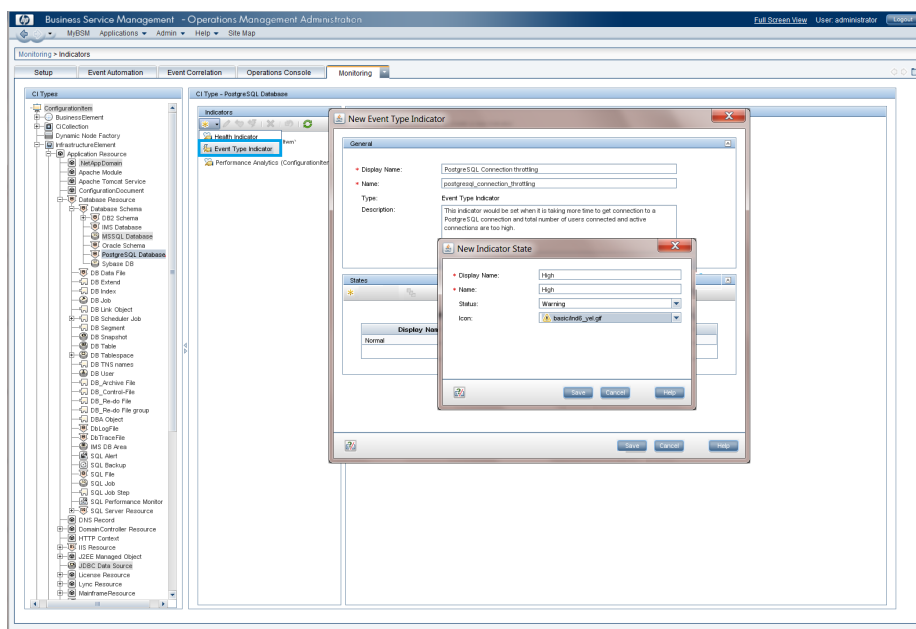 Business Service Management - Operations Management Administration
Full Screen View User: administrator Logout
MyBSM Applications Admin Help Site Map
Monitoring > Indicators
Setup Event Automation Event Correlation Operations Console Monitoring
CI Types
ConfigurationItem
BusinessElement
CiCollection
Dynamic Node Factory
InfrastructureElement
Application Resource
NetAppDomain
Apache Module
Apache Tomcat Service
ConfigurationDocument
Database Resource
Database Schema
DB2 Schema
IMS Database
MSSQL Database
Oracle Schema
PostgreSQL Database
Sybase DB
DB Data File
DB Extend
DB Index
DB Job
DB Link Object
DB Scheduler Job
DB Segment
DB Snapshot
DB Table
DB Tablespace
DB TNS names
DB User
DB_Archive File
DB_Control-File
DB_Re-do File
DB_Re-do File group
DBA Object
DbLogFile
DbTraceFile
IMS DB Area
SQL Alert
SQL Backup
SQL File
SQL Job
SQL Job Step
SQL Performance Monitor
SQL Server Resource
DNS Record
DomainController Resource
HTTP Context
IIS Resource
J2EE Managed Object
JDBC Data Source
License Resource
Lync Resource
MainframeResource
CI Type - PostgreSQL Database
Indicators
Health Indicator
Event Type Indicator
Performance Analytics (ConfigurationIter
New Event Type Indicator
General
* Display Name: PostgreSQL Connection throttling
* Name: postgresql_connection_throttling
Type: Event Type Indicator
Description: This indicator would be set when it is taking more time to get connection to a
PostgreSQL connection and total number of users connected and active
connections are too high.
States
Display Nam
Normal
New Indicator State
* Display Name: High
* Name: High
Status: Warning
Icon: basic/ind6_yel.gif
Save Cancel Help
Save Cancel Help